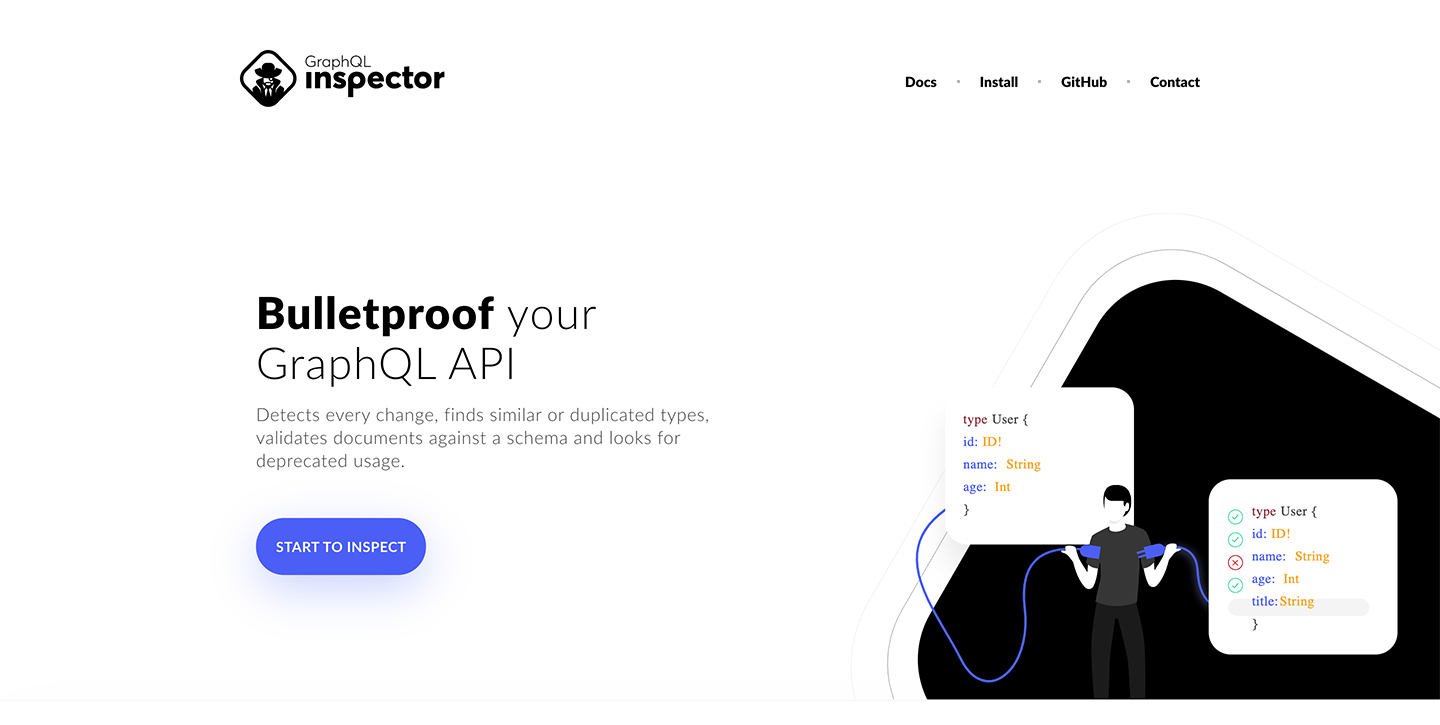 GraphQL
inspector
Docs
Install
GitHub
Contact
Bulletproof your
GraphQL API
Detects every change, finds similar or duplicated types,
validates documents against a schema and looks for
deprecated usage.
START TO INSPECT
type User {
id: ID!
name: String
age: Int
}
type User {
id: ID!
name: String
age: Int
title: String
}